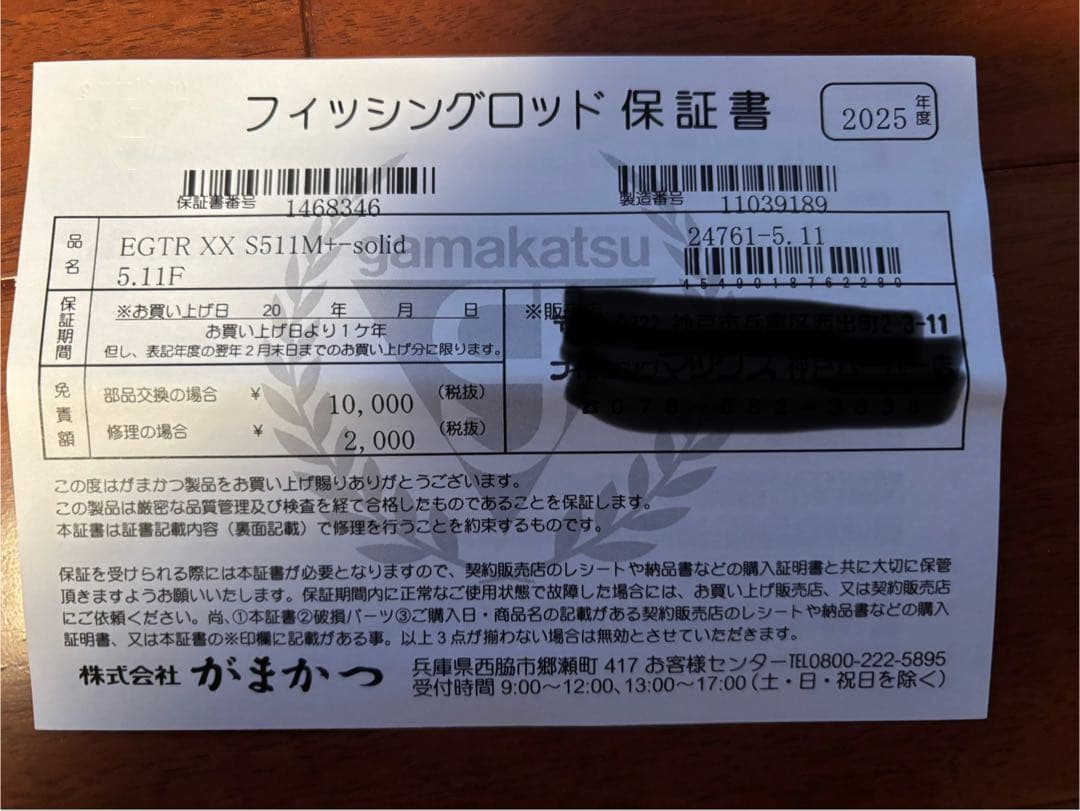 フィッシングロッド 保証書
2025 年度
保証書番号 1468346
製造番号 11039189
品名
EGTR XX S511M+-solid
5.11F
gamakatsu
24761-5.11
4549018762280
保証期間
※お買い上げ日 20 年 月 日
お買い上げ日より1ケ年
但し、表記年度の翌年2月末日までのお買い上げ分に限ります。
※販
2-3-11
免責額
部品交換の場合 ¥ 10,000 (税抜)
修理の場合 ¥ 2,000 (税抜)
この度はがまかつ製品をお買い上げ賜りありがとうございます。
この製品は厳密な品質管理及び検査を経て合格したものであることを保証します。
本証書は証書記載内容（裏面記載）で修理を行うことを約束するものです。
保証を受けられる際には本証書が必要となりますので、契約販売店のレシートや納品書などの購入証明書と共に大切に保管
頂きますようお願いいたします。保証期間内に正常なご使用状態で故障した場合には、お買い上げ販売店、又は契約販売店
にご依頼ください。尚、①本証書②破損パーツ③ご購入日・商品名の記載がある契約販売店のレシートや納品書などの購入
証明書、又は本証書の※印欄に記載がある事。以上3点が揃わない場合は無効とさせていただきます。
株式会社 がまかつ
兵庫県西脇市郷瀬町 417 お客様センターTEL0800-222-5895
受付時間 9:00～12:00、13:00～17:00（土・日・祝日を除く）